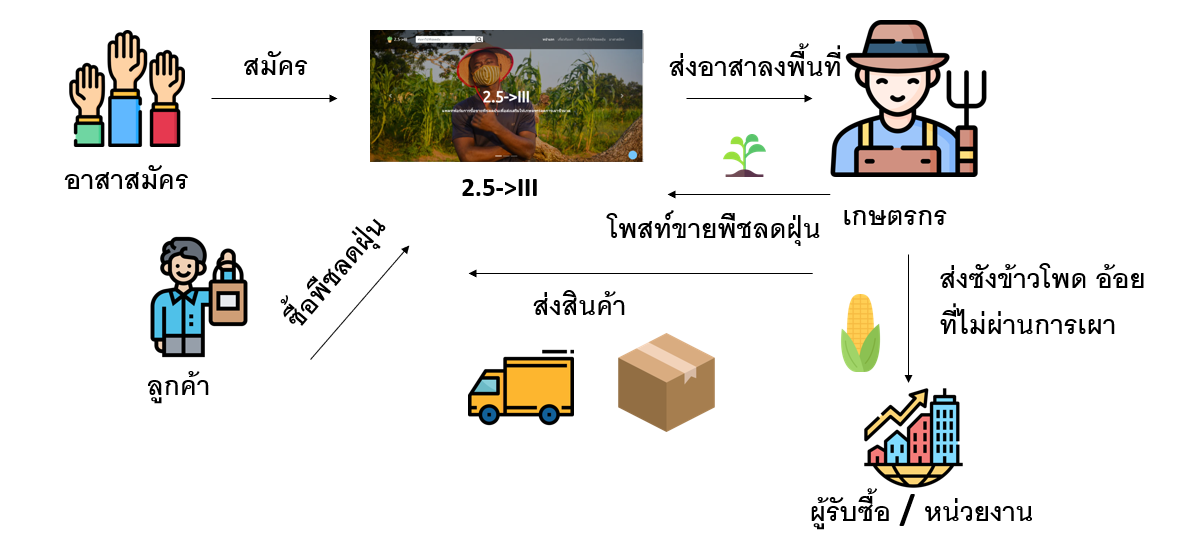 สมัคร
อาสาสมัคร
2.5->III
2.5->III
2.5->III
ส่งอาสาลงพื้นที่
เกษตรกร
โพสท์ขายพืชลดฝุ่น
ซื้อพืชลดฝุ่น
ลูกค้า
ส่งสินค้า
ส่งซังข้าวโพด อ้อย
ที่ไม่ผ่านการเผา
ผู้รับซื้อ / หน่วยงาน